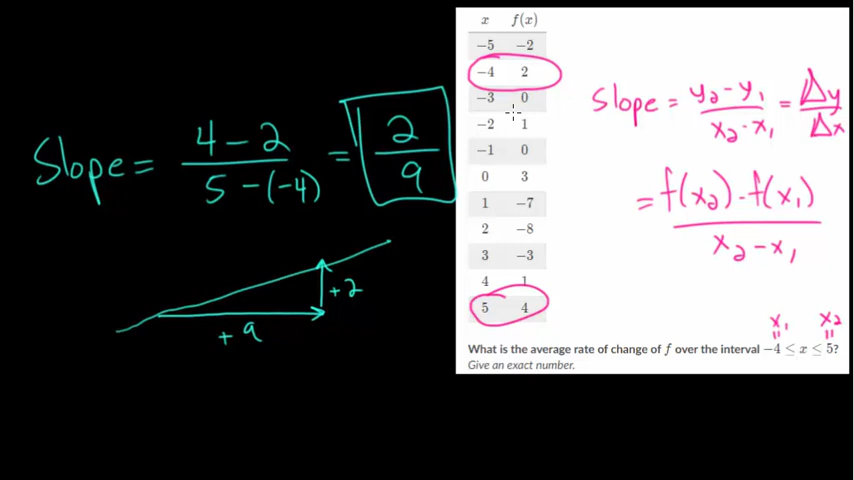 Slope = 4 - 2 / 5 - (-4) = 2 / 9
+2
+9
x f(x)
−5 −2
−4 2
−3 0
−2 1
−1 0
0 3
1 −7
2 −8
3 −3
4 1
5 4
Slope = y₂ - y₁ / x₂ - x₁ = Δy / Δx
= f(x₂) - f(x₁) / x₂ - x₁
x₁ x₂
= =
What is the average rate of change of f over the interval −4 ≤ x ≤ 5?
Give an exact number.